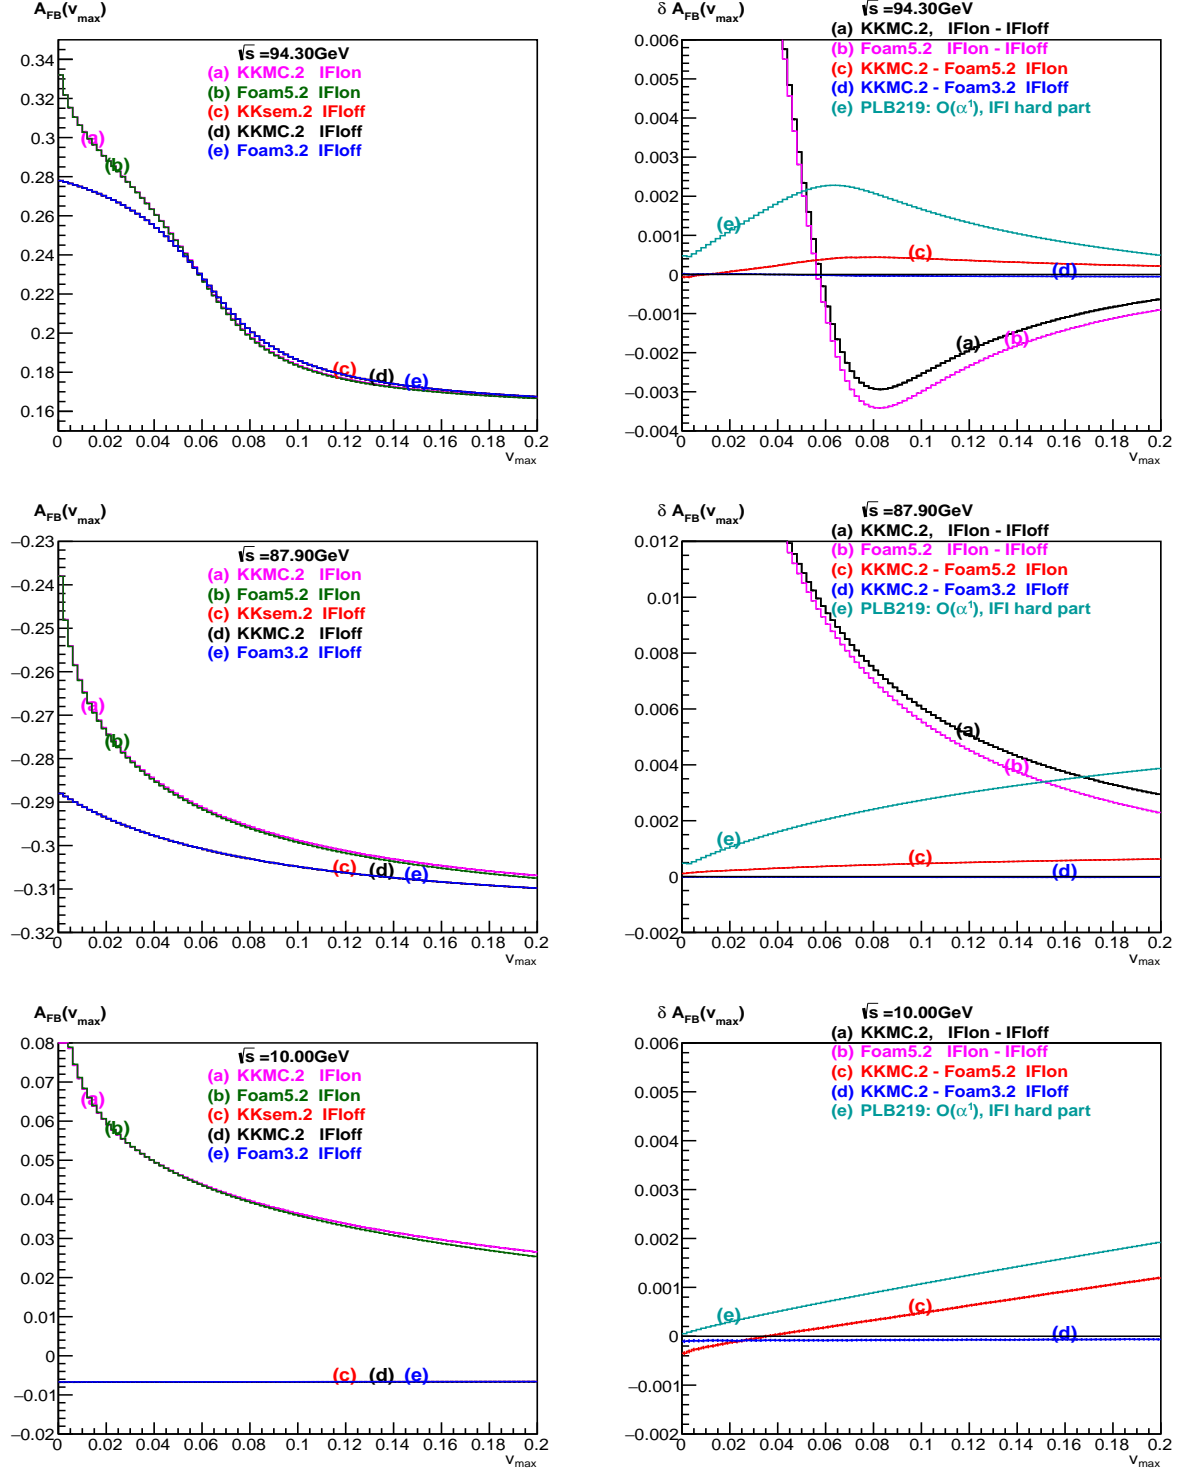 A_FB(v_max)
√s =94.30GeV
(a) KKMC.2 IFIon
(b) Foam5.2 IFIon
(c) KKsem.2 IFIoff
(d) KKMC.2 IFIoff
(e) Foam3.2 IFIoff
0.34
0.32
0.3
0.28
0.26
0.24
0.22
0.2
0.18
0.16
(a)
(b)
(c)
(d)
(e)
0 0.02 0.04 0.06 0.08 0.1 0.12 0.14 0.16 0.18 0.2
v_max
δ A_FB(v_max)
√s =94.30GeV
(a) KKMC.2, IFIon - IFIoff
(b) Foam5.2 IFIon - IFIoff
(c) KKMC.2 - Foam5.2 IFIon
(d) KKMC.2 - Foam3.2 IFIoff
(e) PLB219: O(α¹), IFI hard part
0.006
0.005
0.004
0.003
0.002
0.001
0
−0.001
−0.002
−0.003
−0.004
(e)
(c)
(d)
(a)
(b)
0 0.02 0.04 0.06 0.08 0.1 0.12 0.14 0.16 0.18 0.2
v_max
A_FB(v_max)
√s =87.90GeV
(a) KKMC.2 IFIon
(b) Foam5.2 IFIon
(c) KKsem.2 IFIoff
(d) KKMC.2 IFIoff
(e) Foam3.2 IFIoff
−0.23
−0.24
−0.25
−0.26
−0.27
−0.28
−0.29
−0.3
−0.31
−0.32
(a)
(b)
(c)
(d)
(e)
0 0.02 0.04 0.06 0.08 0.1 0.12 0.14 0.16 0.18 0.2
v_max
δ A_FB(v_max)
√s =87.90GeV
(a) KKMC.2, IFIon - IFIoff
(b) Foam5.2 IFIon - IFIoff
(c) KKMC.2 - Foam5.2 IFIon
(d) KKMC.2 - Foam3.2 IFIoff
(e) PLB219: O(α¹), IFI hard part
0.012
0.01
0.008
0.006
0.004
0.002
0
−0.002
(a)
(b)
(e)
(c)
(d)
0 0.02 0.04 0.06 0.08 0.1 0.12 0.14 0.16 0.18 0.2
v_max
A_FB(v_max)
√s =10.00GeV
(a) KKMC.2 IFIon
(b) Foam5.2 IFIon
(c) KKsem.2 IFIoff
(d) KKMC.2 IFIoff
(e) Foam3.2 IFIoff
0.08
0.07
0.06
0.05
0.04
0.03
0.02
0.01
0
−0.01
−0.02
(a)
(b)
(c)
(d)
(e)
0 0.02 0.04 0.06 0.08 0.1 0.12 0.14 0.16 0.18 0.2
v_max
δ A_FB(v_max)
√s =10.00GeV
(a) KKMC.2, IFIon - IFIoff
(b) Foam5.2 IFIon - IFIoff
(c) KKMC.2 - Foam5.2 IFIon
(d) KKMC.2 - Foam3.2 IFIoff
(e) PLB219: O(α¹), IFI hard part
0.006
0.005
0.004
0.003
0.002
0.001
0
−0.001
−0.002
(e)
(c)
(d)
0 0.02 0.04 0.06 0.08 0.1 0.12 0.14 0.16 0.18 0.2
v_max